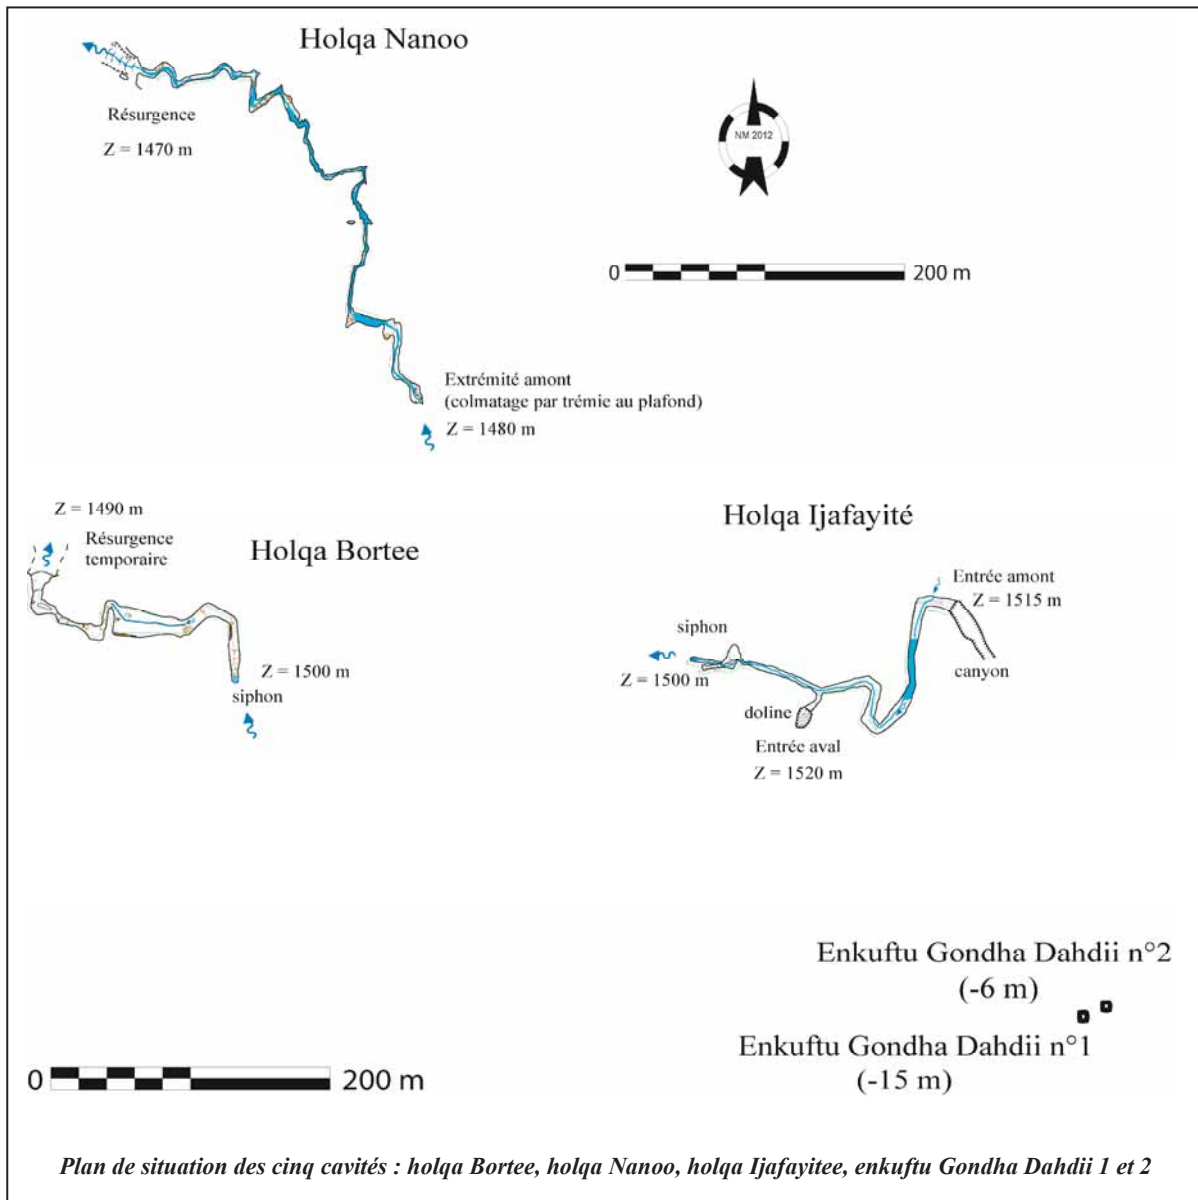 Holqa Nanoo
Résurgence
Z = 1470 m
NM 2012
0 200 m
Extrémité amont
(colmatage par trémie au plafond)
Z = 1480 m
Z = 1490 m
Résurgence
temporaire
Holqa Bortee
Z = 1500 m
siphon
Holqa Ijafayité
Entrée amont
Z = 1515 m
canyon
siphon
Z = 1500 m
doline
Entrée aval
Z = 1520 m
Enkuftu Gondha Dahdii n°2
(-6 m)
Enkuftu Gondha Dahdii n°1
(-15 m)
0 200 m
Plan de situation des cinq cavités : holqa Bortee, holqa Nanoo, holqa Ijafayitee, enkuftu Gondha Dahdii 1 et 2